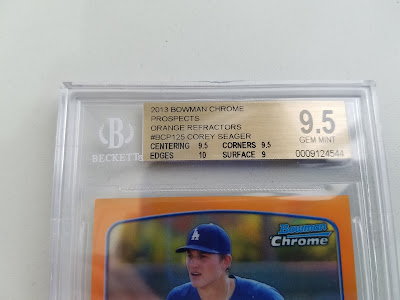 2013 BOWMAN CHROME
PROSPECTS
ORANGE REFRACTORS
#BCP125 COREY SEAGER
CENTERING 9.5 CORNERS 9.5
EDGES 10 SURFACE 9
9.5
GEM MINT
0009124544
B
BECKETT
Bowman
Chrome
LA